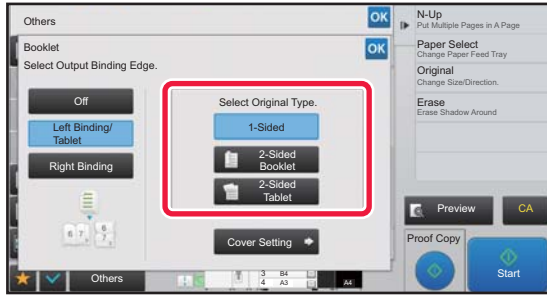 Others
OK
Booklet
OK
Select Output Binding Edge.
Off
Left Binding/
Tablet
Right Binding
Select Original Type.
1-Sided
2-Sided
Booklet
2-Sided
Tablet
Cover Setting
Others
3 B4
4 A3
A4
N-Up
Put Multiple Pages in A Page
Paper Select
Change Paper Feed Tray
Original
Change Size/Direction.
Erase
Erase Shadow Around
Preview
CA
Proof Copy
Start